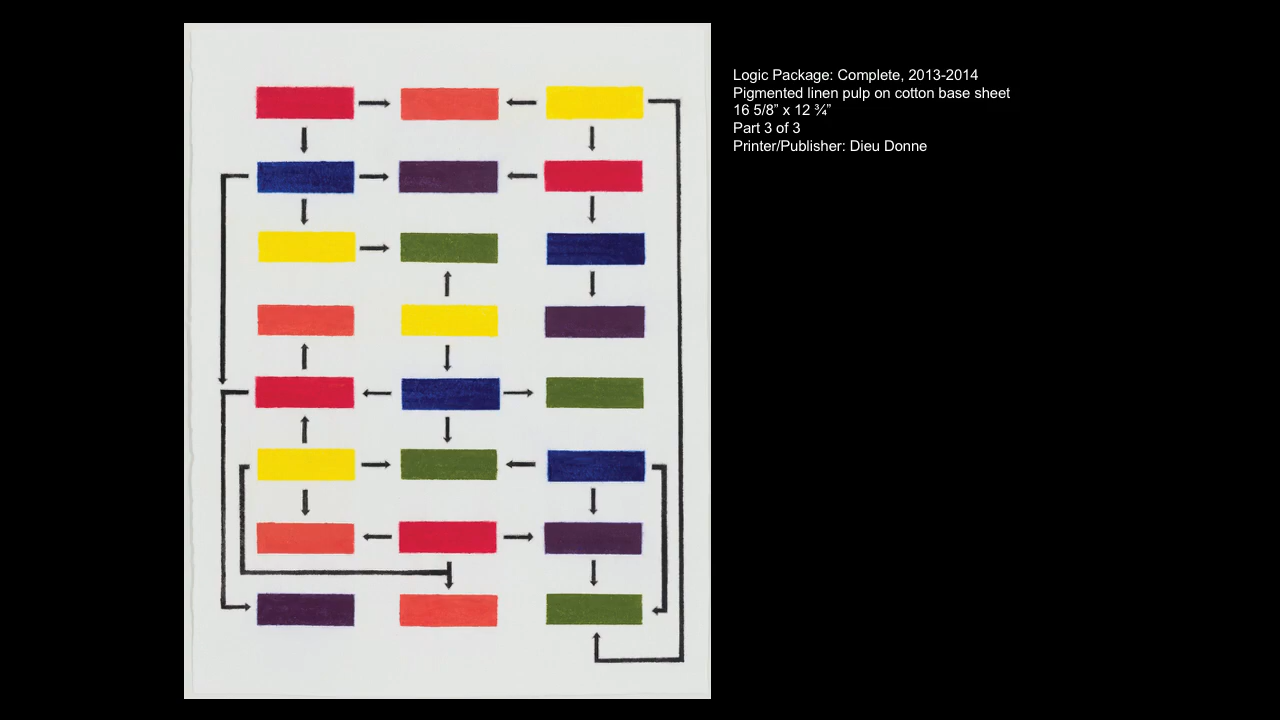 Logic Package: Complete, 2013-2014
Pigmented linen pulp on cotton base sheet
16 5/8” x 12 ¾”
Part 3 of 3
Printer/Publisher: Dieu Donne